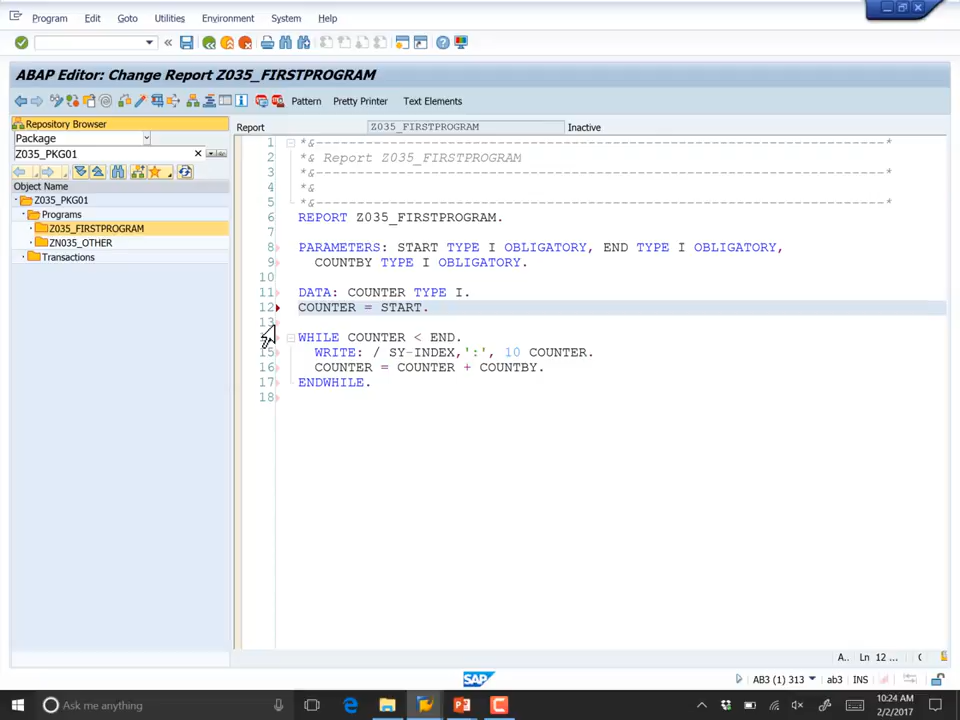 Program Edit Goto Utilities Environment System Help
ABAP Editor: Change Report Z035_FIRSTPROGRAM
Pattern Pretty Printer Text Elements
Repository Browser
Package
Z035_PKG01
Object Name
Z035_PKG01
Programs
Z035_FIRSTPROGRAM
ZN035_OTHER
Transactions
Report Z035_FIRSTPROGRAM Inactive
1 *&---------------------------------------------------------------------*
2 *& Report Z035_FIRSTPROGRAM
3 *&---------------------------------------------------------------------*
4 *&
5 *&---------------------------------------------------------------------*
6 REPORT Z035_FIRSTPROGRAM.
7
8 PARAMETERS: START TYPE I OBLIGATORY, END TYPE I OBLIGATORY,
9 COUNTBY TYPE I OBLIGATORY.
10
11 DATA: COUNTER TYPE I.
12 COUNTER = START.
13
WHILE COUNTER < END.
15 WRITE: / SY-INDEX,':', 10 COUNTER.
16 COUNTER = COUNTER + COUNTBY.
17 ENDWHILE.
18
A.. Ln 12 ...
SAP
AB3 (1) 313 ab3 INS
Ask me anything
10:24 AM
2/2/2017